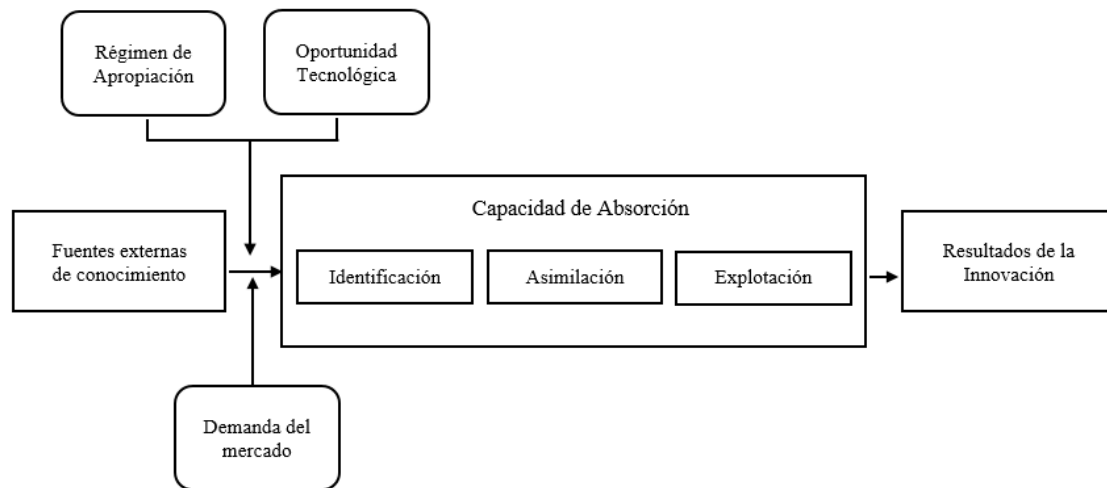 Régimen de
Apropiación
Oportunidad
Tecnológica
Capacidad de Absorción
Fuentes externas
de conocimiento
Identificación
Asimilación
Explotación
Resultados de la
Innovación
Demanda del
mercado